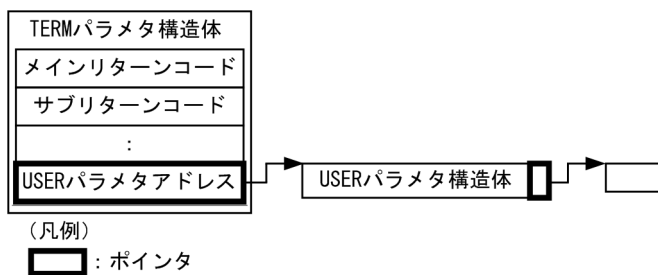 TERMパラメタ構造体
メインリターンコード
サブリターンコード
:
USERパラメタアドレス
USERパラメタ構造体
(凡例)
:ポインタ